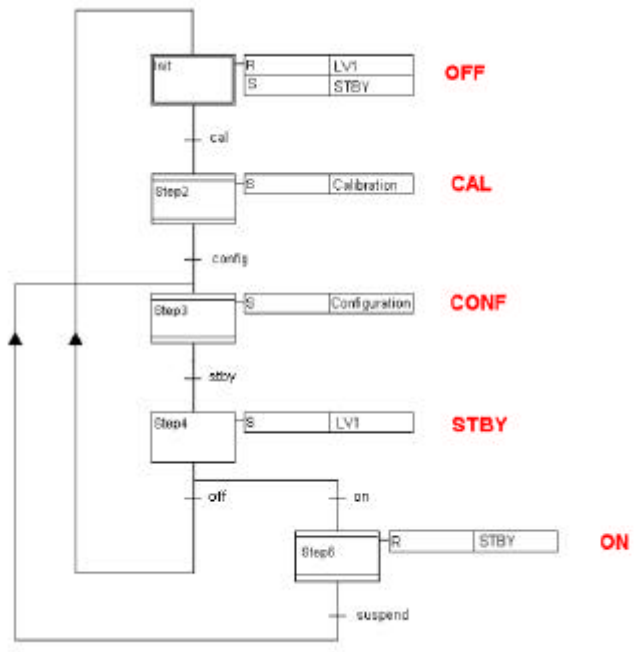 Init R LV1 OFF
S STBY
cal
Step2 S Calibration CAL
config
Step3 S Configuration CONF
stby
Step4 S LV1 STBY
off on
Step6 R STBY ON
suspend